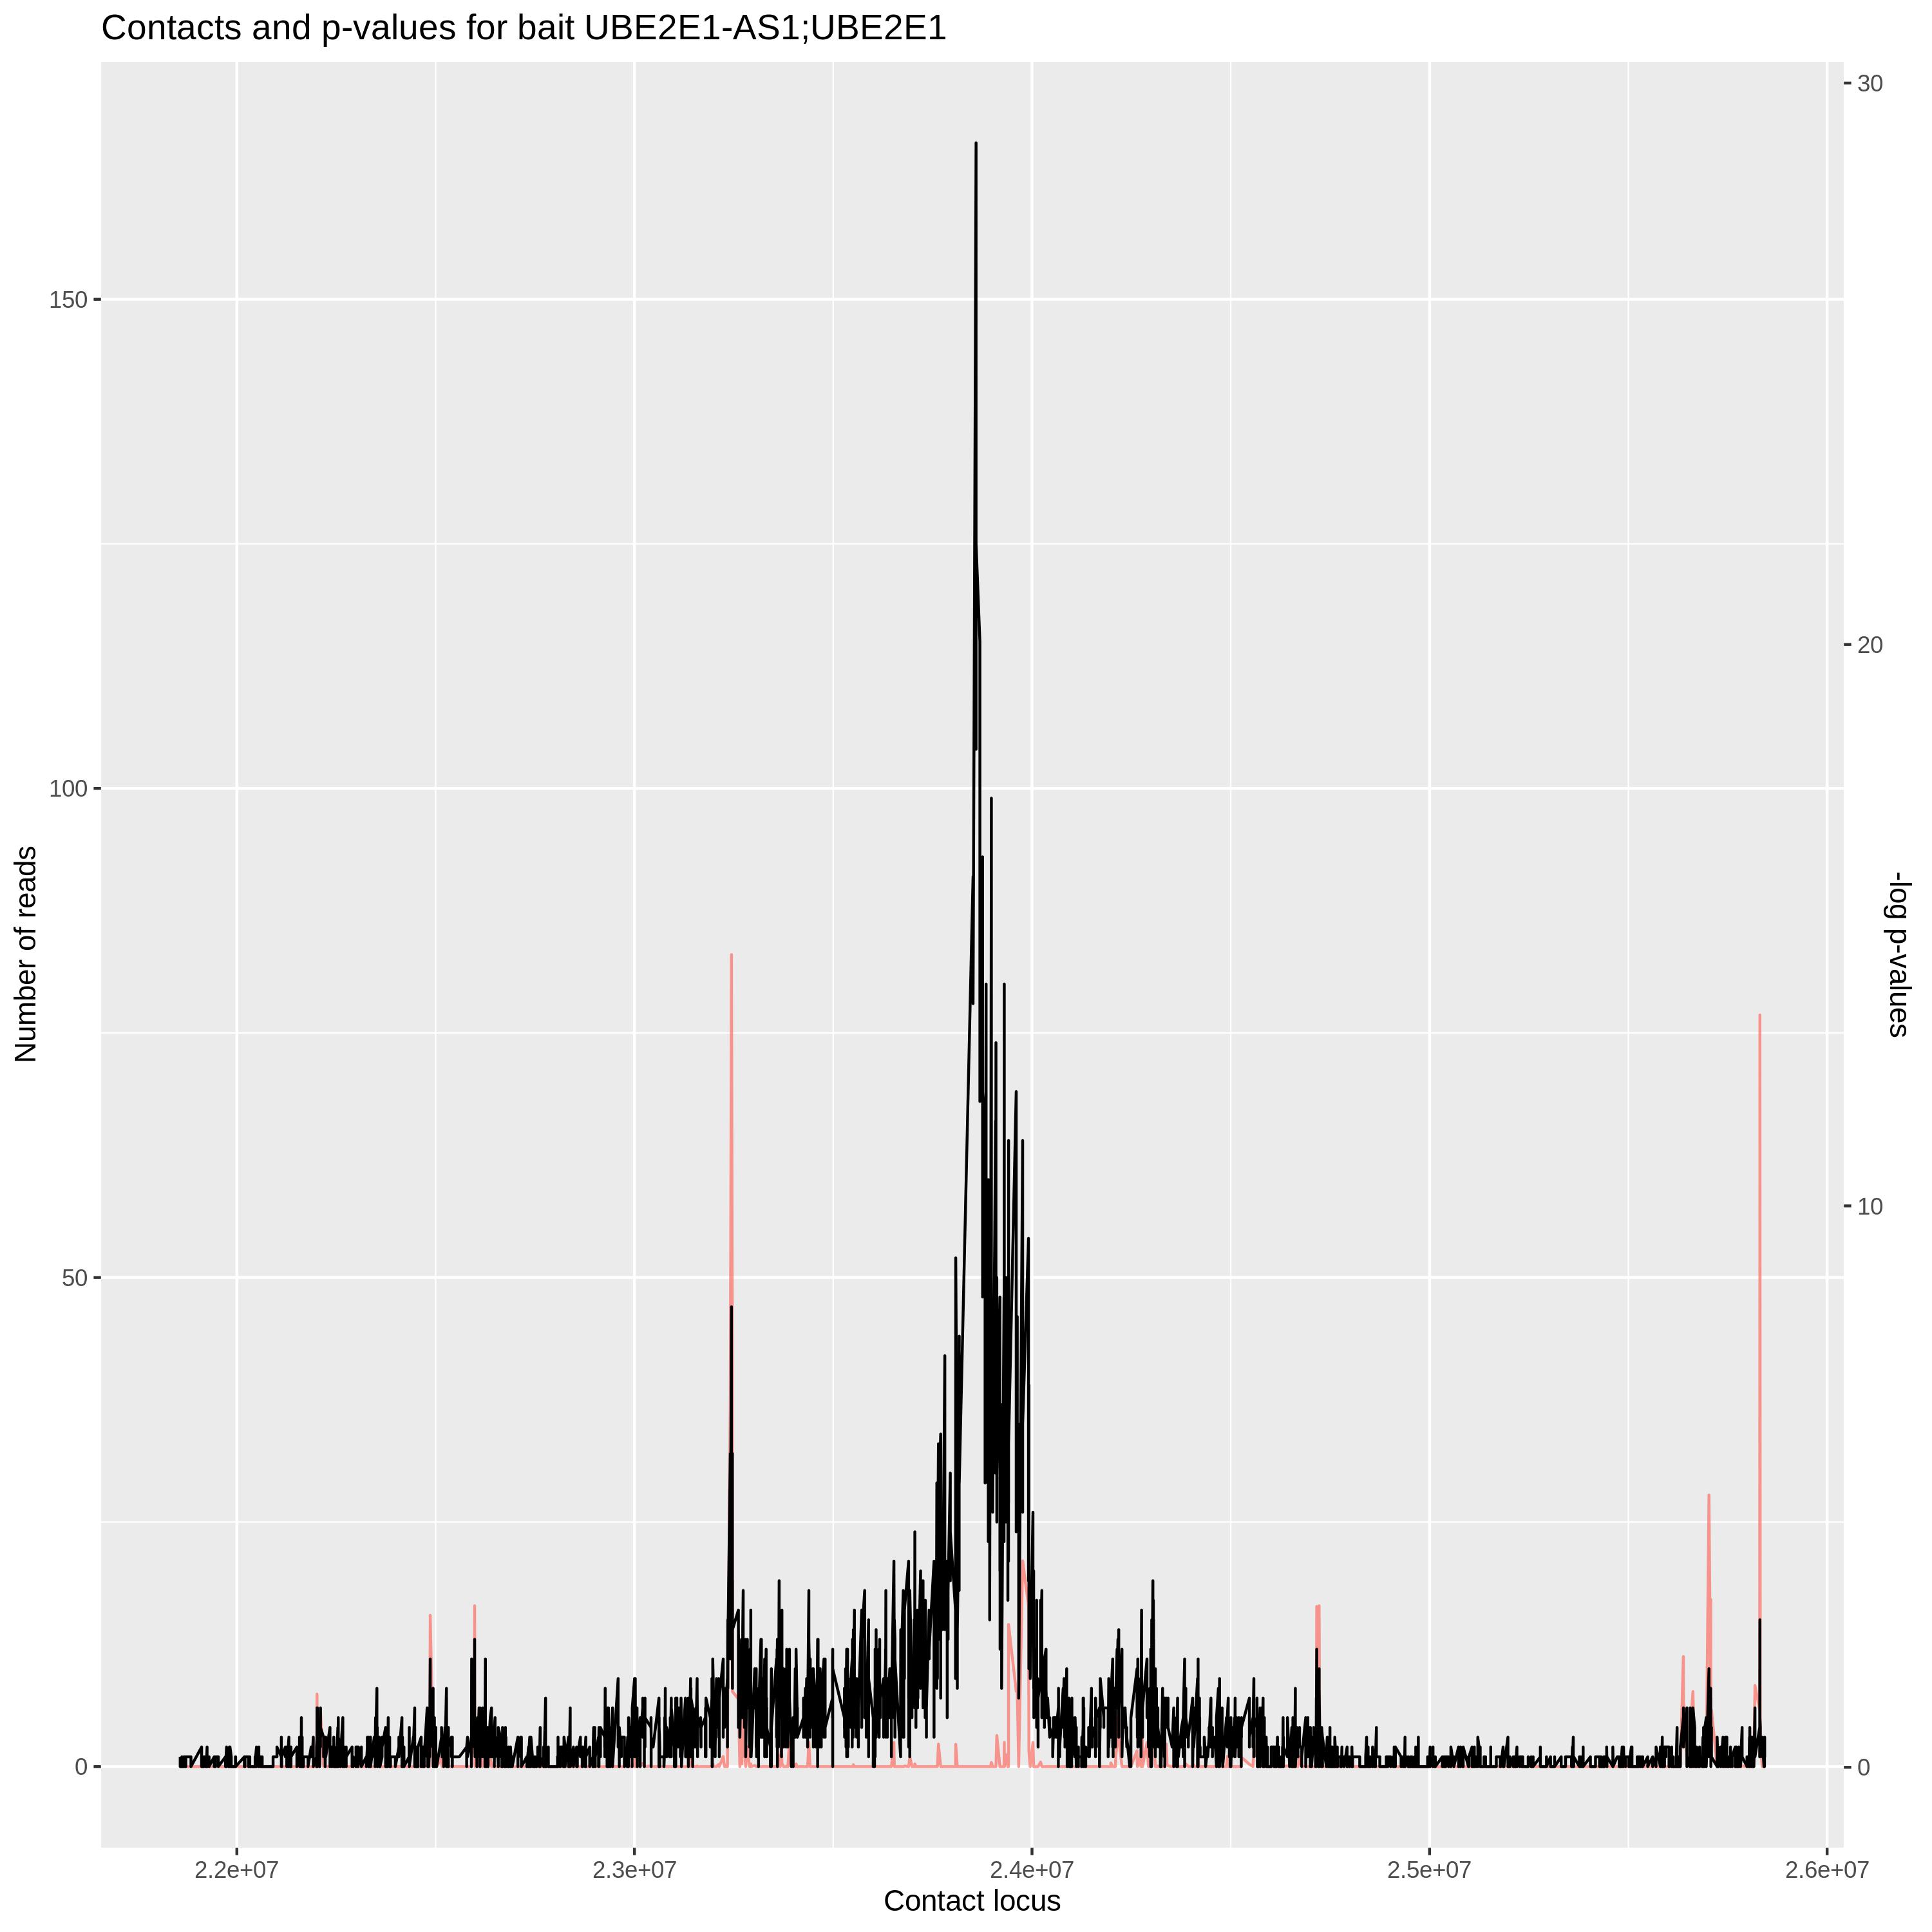 Contacts and p-values for bait UBE2E1-AS1;UBE2E1
30
150
20
100
Number of reads
-log p-values
10
50
0
0
2.2e+07
2.3e+07
2.4e+07
2.5e+07
2.6e+07
Contact locus